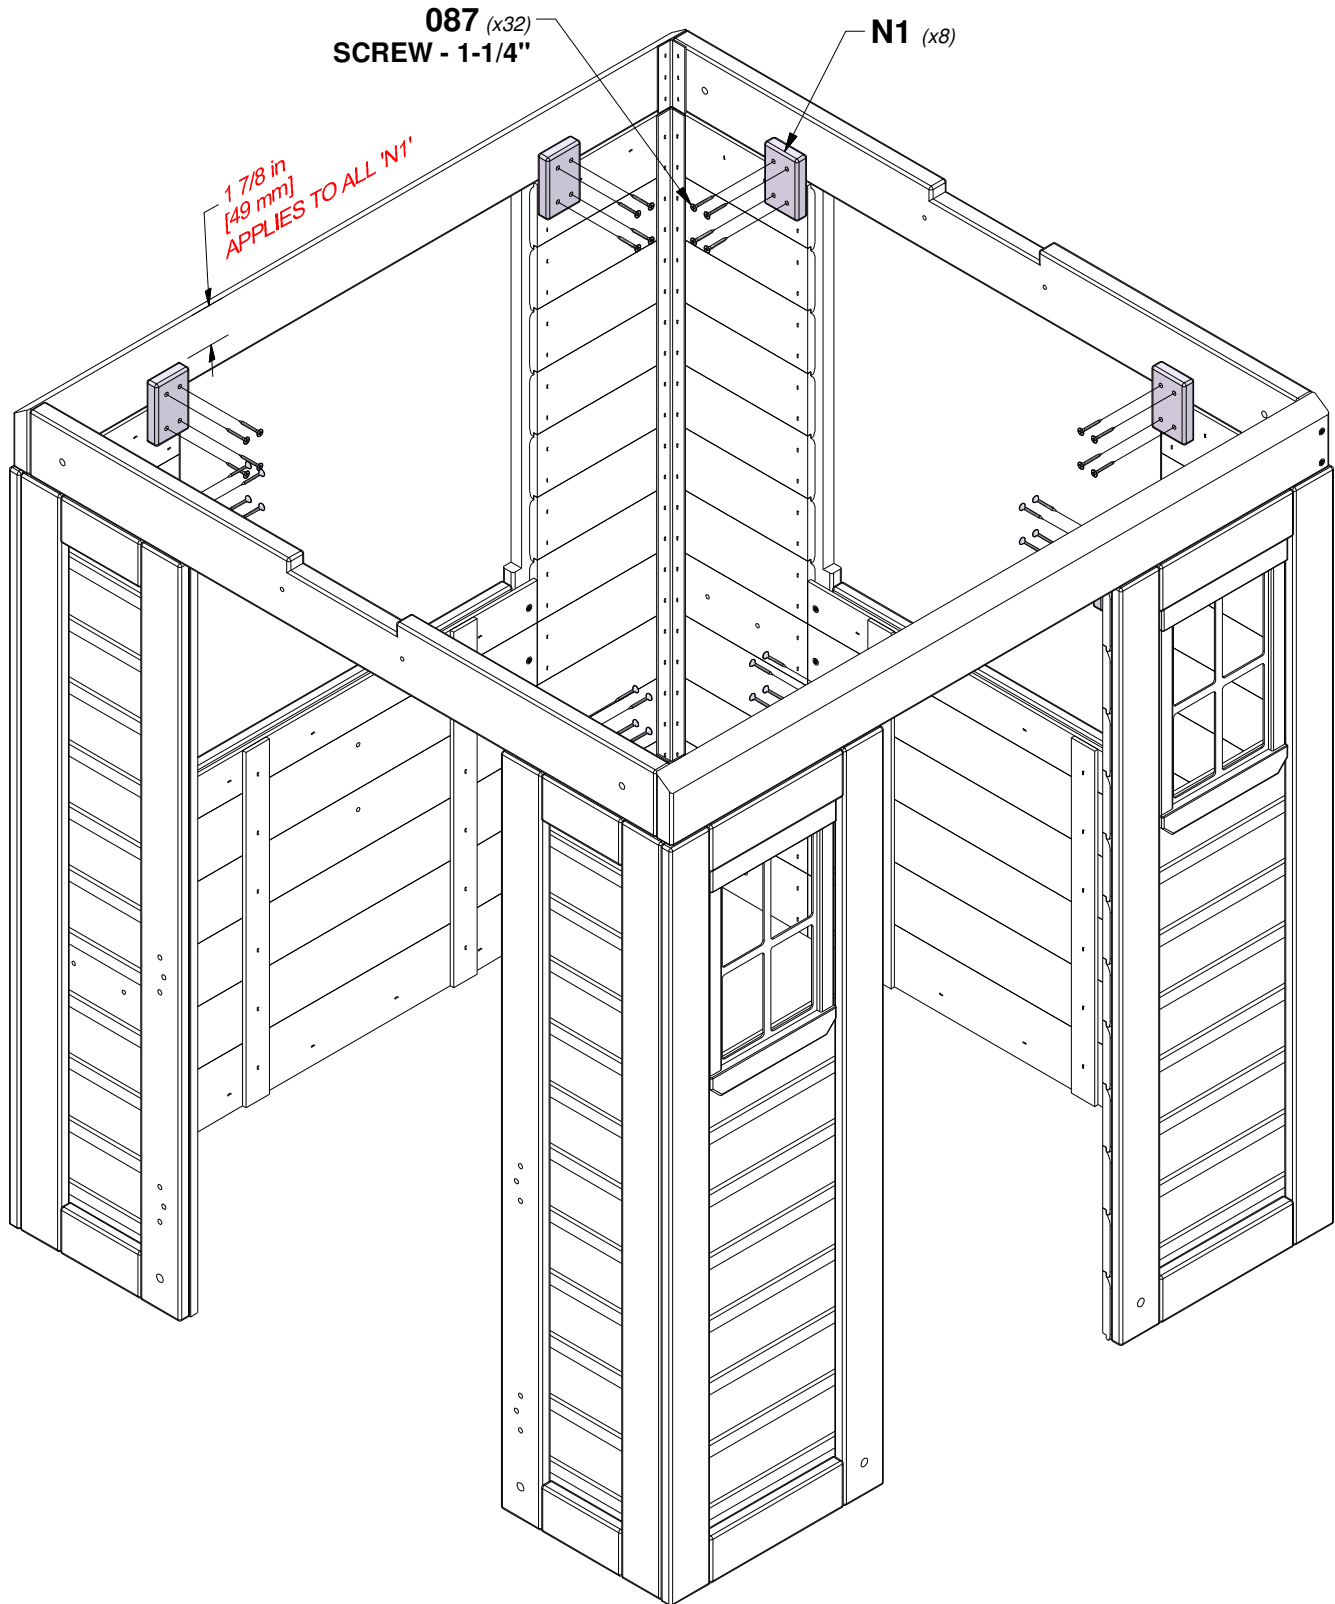 087 (x32)
SCREW - 1-1/4"
N1 (x8)
1 7/8 in
[49 mm]
APPLIES TO ALL 'N1'